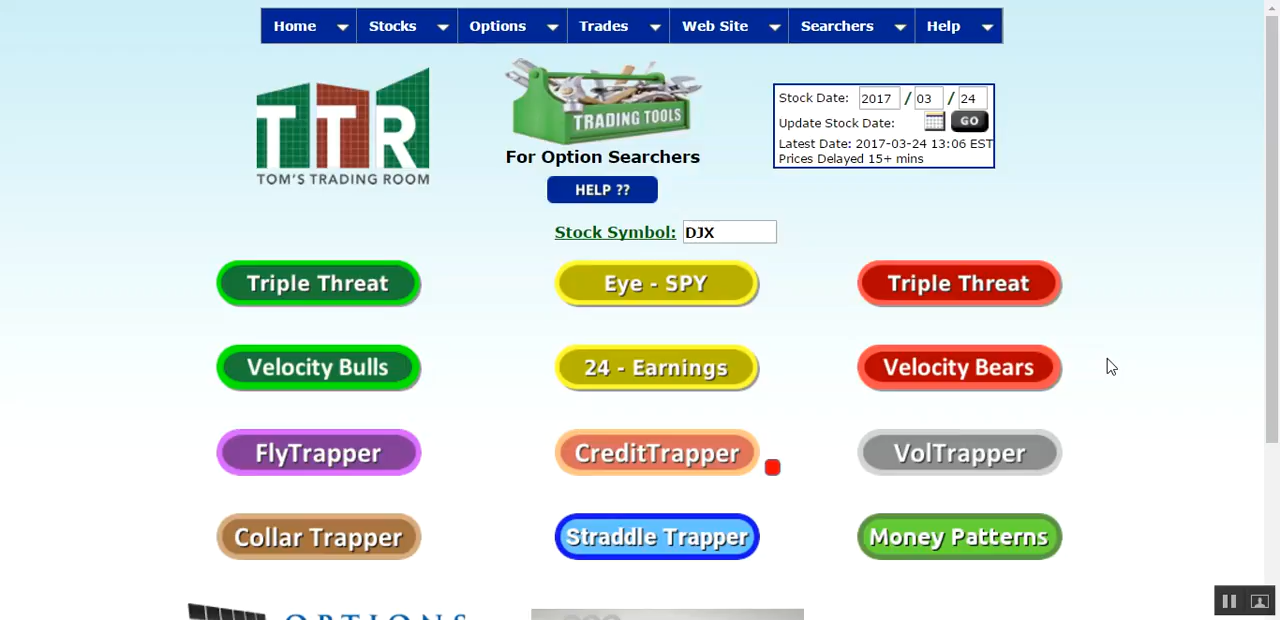 Home Stocks Options Trades Web Site Searchers Help
TTR
TOM'S TRADING ROOM
TRADING TOOLS
For Option Searchers
HELP ??
Stock Date: 2017 / 03 / 24
Update Stock Date: GO
Latest Date: 2017-03-24 13:06 EST
Prices Delayed 15+ mins
Stock Symbol: DJX
Triple Threat Eye - SPY Triple Threat
Velocity Bulls 24 - Earnings Velocity Bears
FlyTrapper CreditTrapper VolTrapper
Collar Trapper Straddle Trapper Money Patterns
OPTIONS